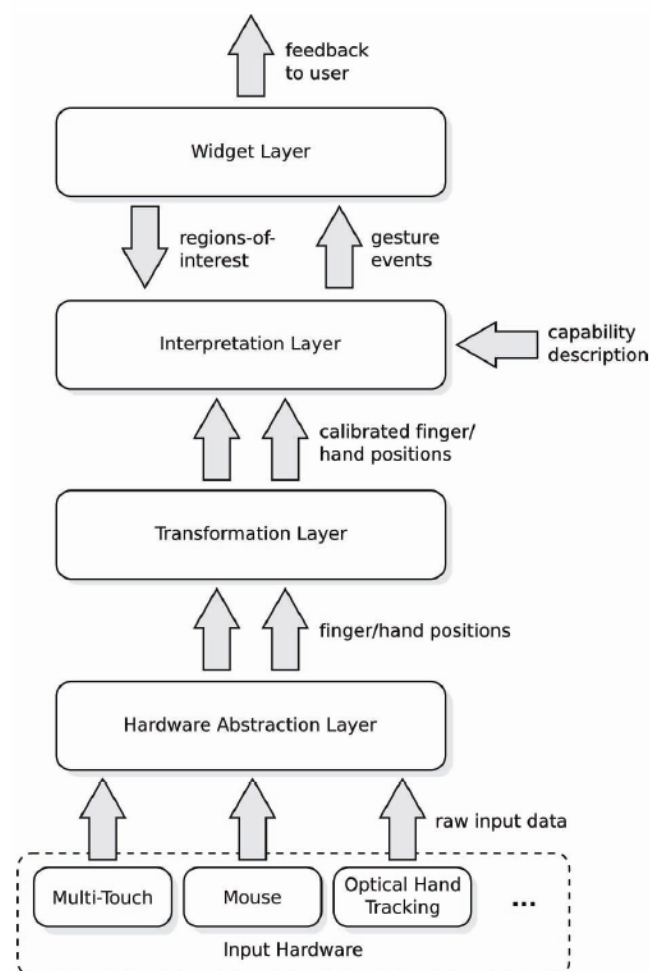 feedback
to user
Widget Layer
regions-of-
interest
gesture
events
Interpretation Layer
capability
description
calibrated finger/
hand positions
Transformation Layer
finger/hand positions
Hardware Abstraction Layer
raw input data
Multi-Touch
Mouse
Optical Hand
Tracking
...
Input Hardware